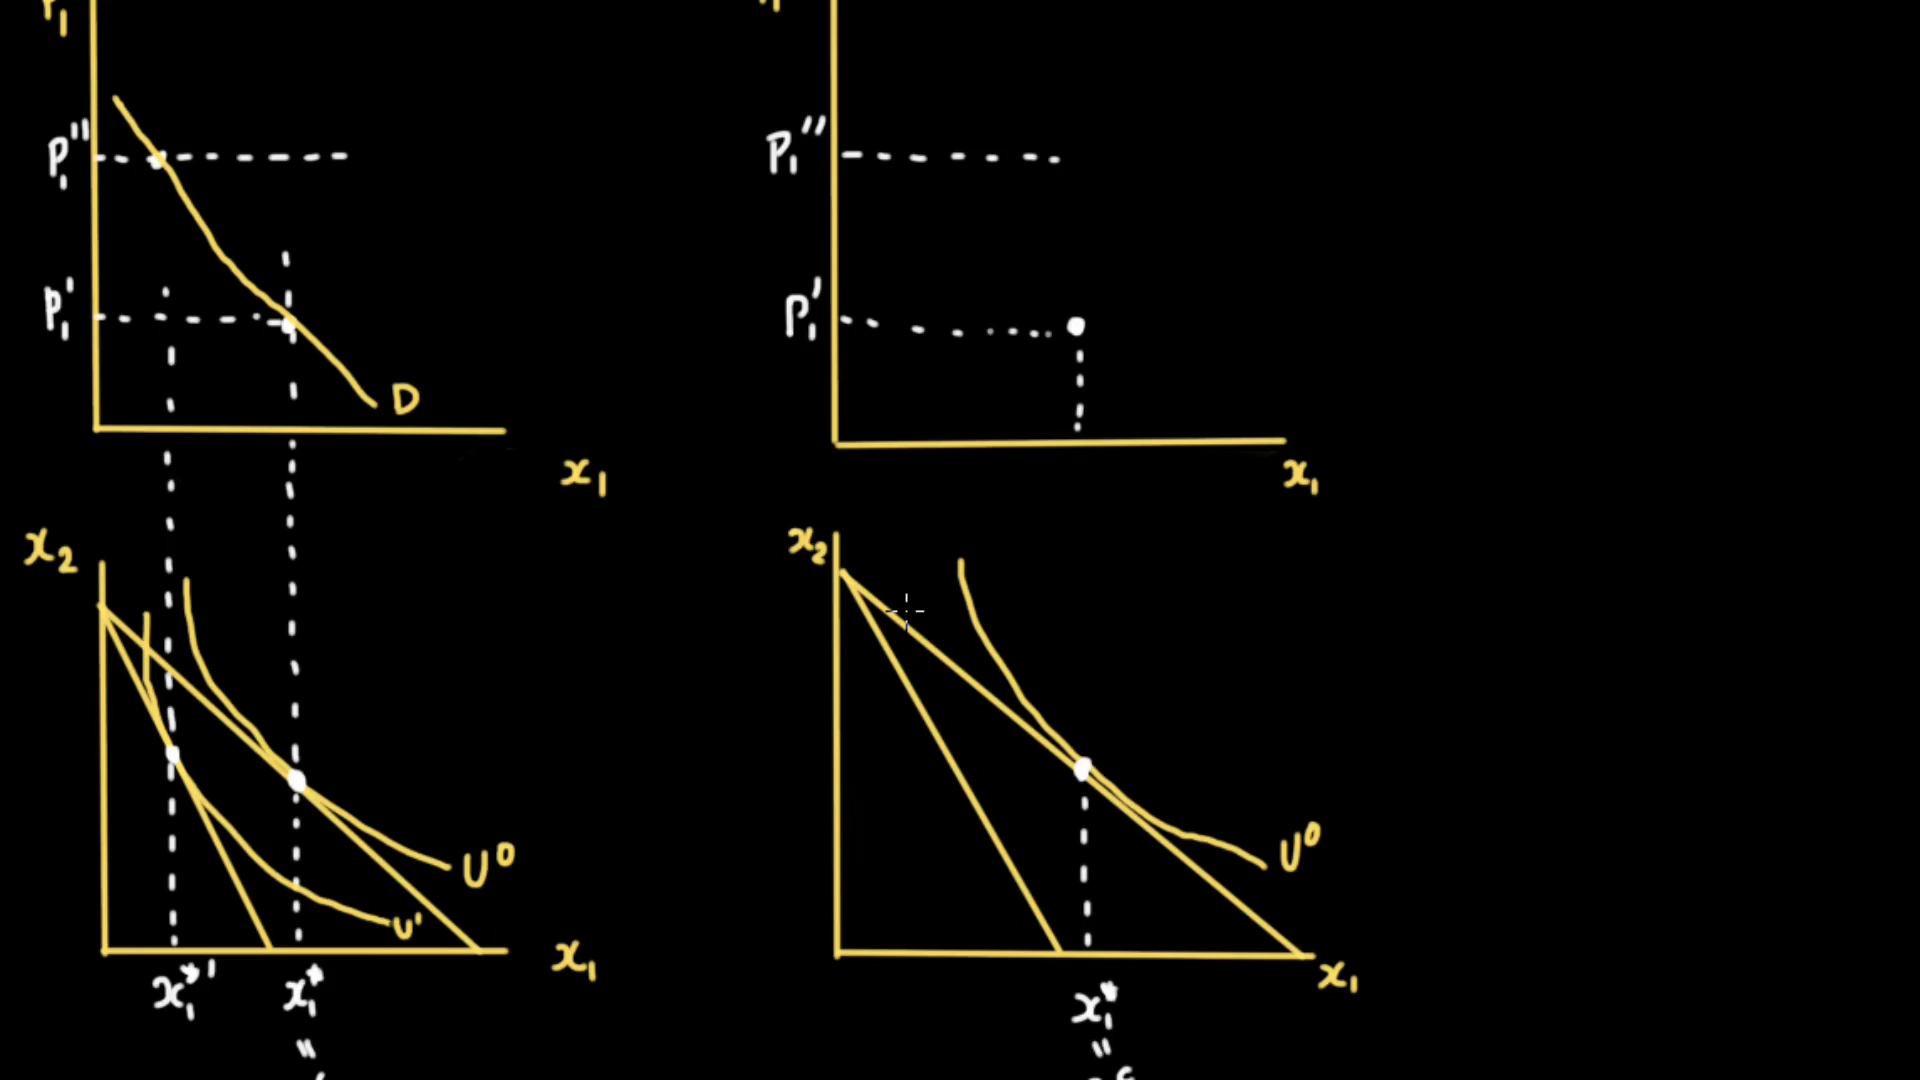 P₁
P₁''
P₁'
D
x₁
x₂
U⁰
U'
x₁
x₁*'
x₁*
"
P₁''
P₁'
x₁
x₂
U⁰
x₁
x₁*
"